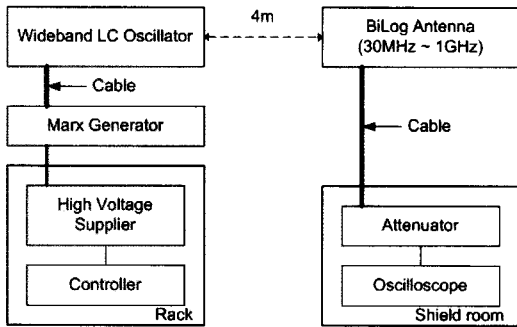 Wideband LC Oscillator
4m
BiLog Antenna
(30MHz ~ 1GHz)
Cable
Marx Generator
Cable
High Voltage
Supplier
Controller
Rack
Attenuator
Oscilloscope
Shield room